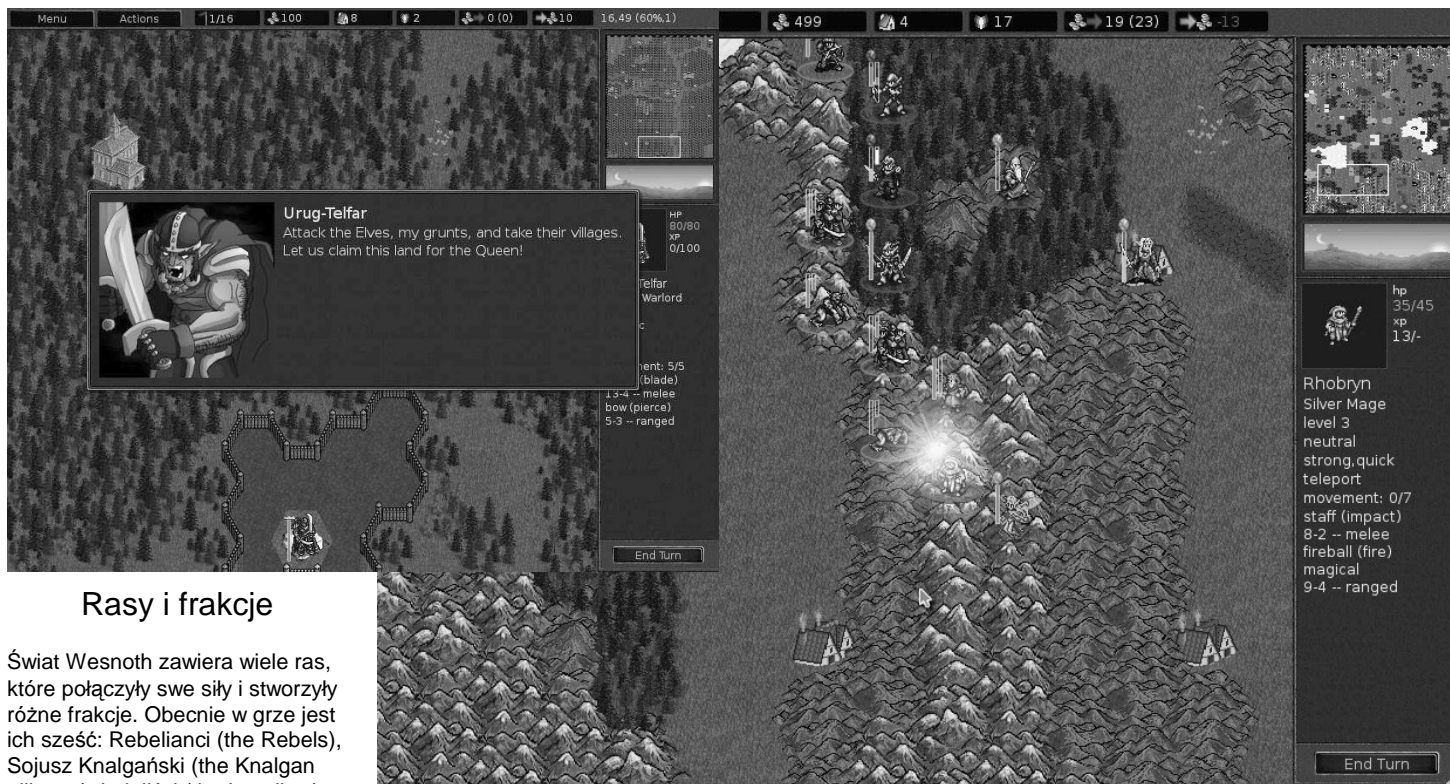 Menu Actions 1/16 100 8 2 0 (0) 10 16,49 (60%,1)
Urug-Telfar
Attack the Elves, my grunts, and take their villages.
Let us claim this land for the Queen!
HP
80/80
XP
0/100
Telfar
Warlord
5/5
(blade)
13-4 -- melee
bow (pierce)
5-3 -- ranged
End Turn
499 4 17 19 (23) -13
hp
35/45
xp
13/-
Rhobryn
Silver Mage
level 3
neutral
strong,quick
teleport
movement: 0/7
staff (impact)
8-2 -- melee
fireball (fire)
magical
9-4 -- ranged
End Turn
Rasy i frakcje
Świat Wesnoth zawiera wiele ras,
które połączyły swe siły i stworzyły
różne frakcje. Obecnie w grze jest
ich sześć: Rebelianci (the Rebels),
Sojusz Knalgański (the Knalgan